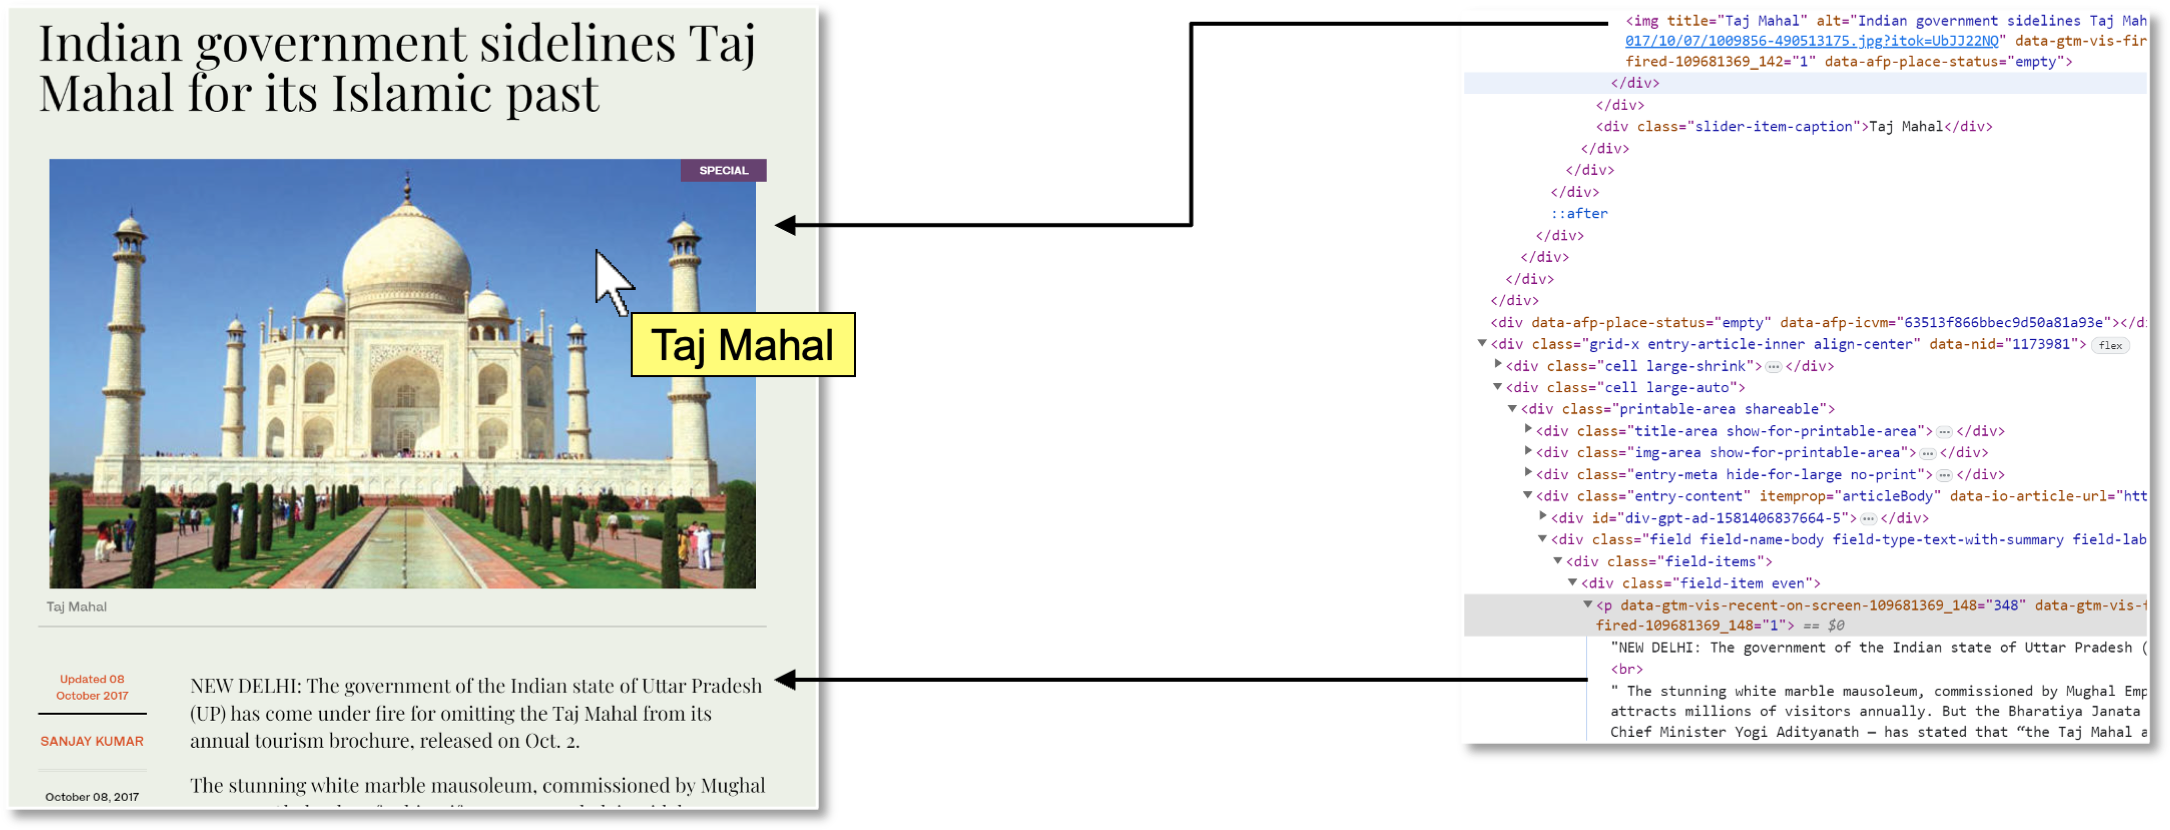 Indian government sidelines Taj
Mahal for its Islamic past
SPECIAL
Taj Mahal
Taj Mahal
Updated 08
October 2017
SANJAY KUMAR
October 08, 2017
NEW DELHI: The government of the Indian state of Uttar Pradesh
(UP) has come under fire for omitting the Taj Mahal from its
annual tourism brochure, released on Oct. 2.
The stunning white marble mausoleum, commissioned by Mughal
<img title="Taj Mahal" alt="Indian government sidelines Taj Mah
017/10/07/1009856-490513175.jpg?itok=UbJJ22NQ" data-gtm-vis-fir
fired-109681369_142="1" data-afp-place-status="empty">
</div>
</div>
<div class="slider-item-caption">Taj Mahal</div>
</div>
</div>
</div>
::after
</div>
</div>
</div>
</div>
<div data-afp-place-status="empty" data-afp-icvm="63513f866bbec9d50a81a93e"></di
<div class="grid-x entry-article-inner align-center" data-nid="1173981"> flex
<div class="cell large-shrink">…</div>
<div class="cell large-auto">
<div class="printable-area shareable">
<div class="title-area show-for-printable-area">…</div>
<div class="img-area show-for-printable-area">…</div>
<div class="entry-meta hide-for-large no-print">…</div>
<div class="entry-content" itemprop="articleBody" data-io-article-url="htt
<div id="div-gpt-ad-1581406837664-5">…</div>
<div class="field field-name-body field-type-text-with-summary field-lab
<div class="field-items">
<div class="field-item even">
<p data-gtm-vis-recent-on-screen-109681369_148="348" data-gtm-vis-f
fired-109681369_148="1"> == $0
"NEW DELHI: The government of the Indian state of Uttar Pradesh (
<br>
" The stunning white marble mausoleum, commissioned by Mughal Emp
attracts millions of visitors annually. But the Bharatiya Janata
Chief Minister Yogi Adityanath — has stated that “the Taj Mahal a